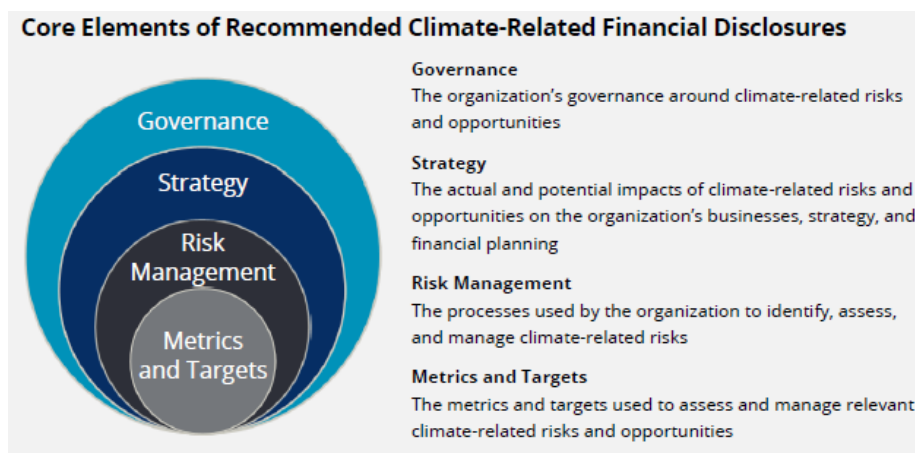 Core Elements of Recommended Climate-Related Financial Disclosures
Governance
Strategy
Risk
Management
Metrics
and Targets
Governance
The organization’s governance around climate-related risks
and opportunities
Strategy
The actual and potential impacts of climate-related risks and
opportunities on the organization’s businesses, strategy, and
financial planning
Risk Management
The processes used by the organization to identify, assess,
and manage climate-related risks
Metrics and Targets
The metrics and targets used to assess and manage relevant
climate-related risks and opportunities